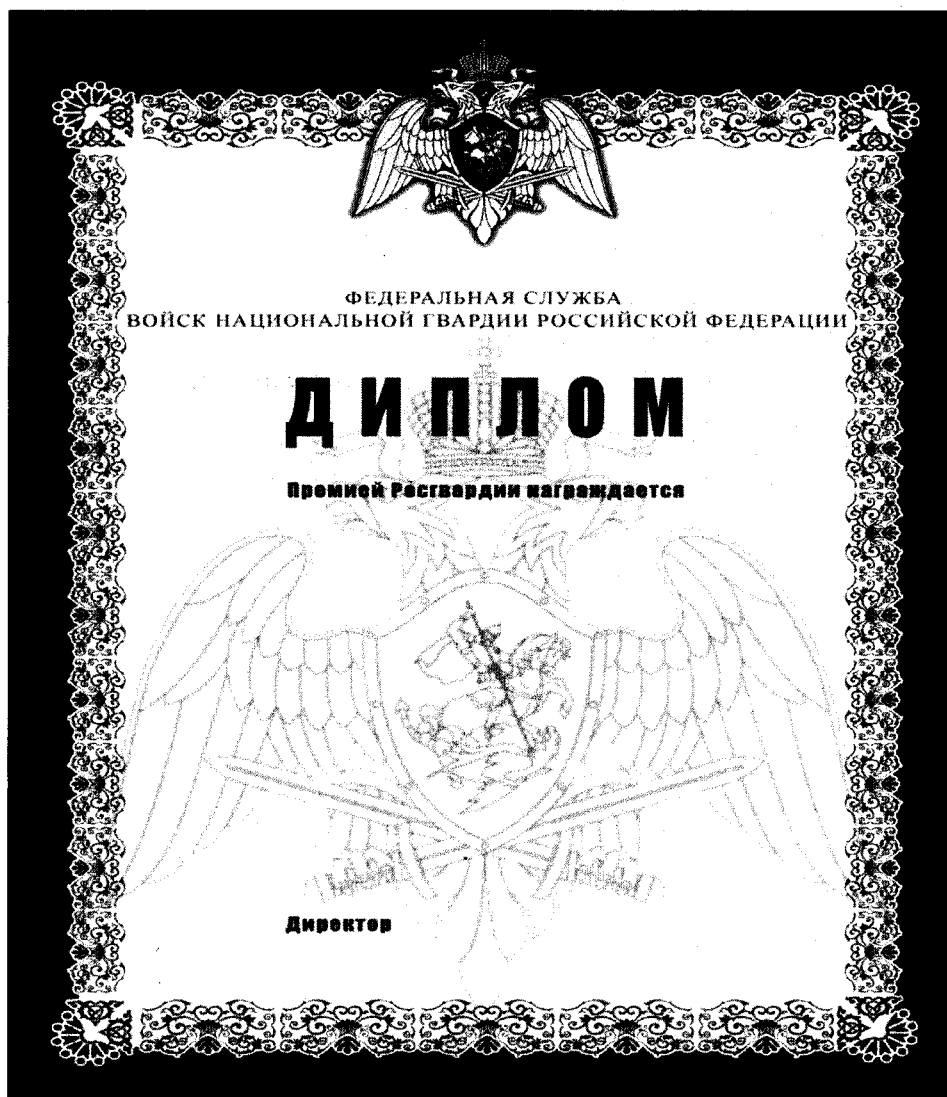 ФЕДЕРАЛЬНАЯ СЛУЖБА
ВОЙСК НАЦИОНАЛЬНОЙ ГВАРДИИ РОССИЙСКОЙ ФЕДЕРАЦИИ
ДИПЛОМ
Премией Росгвардии награждается
Директор